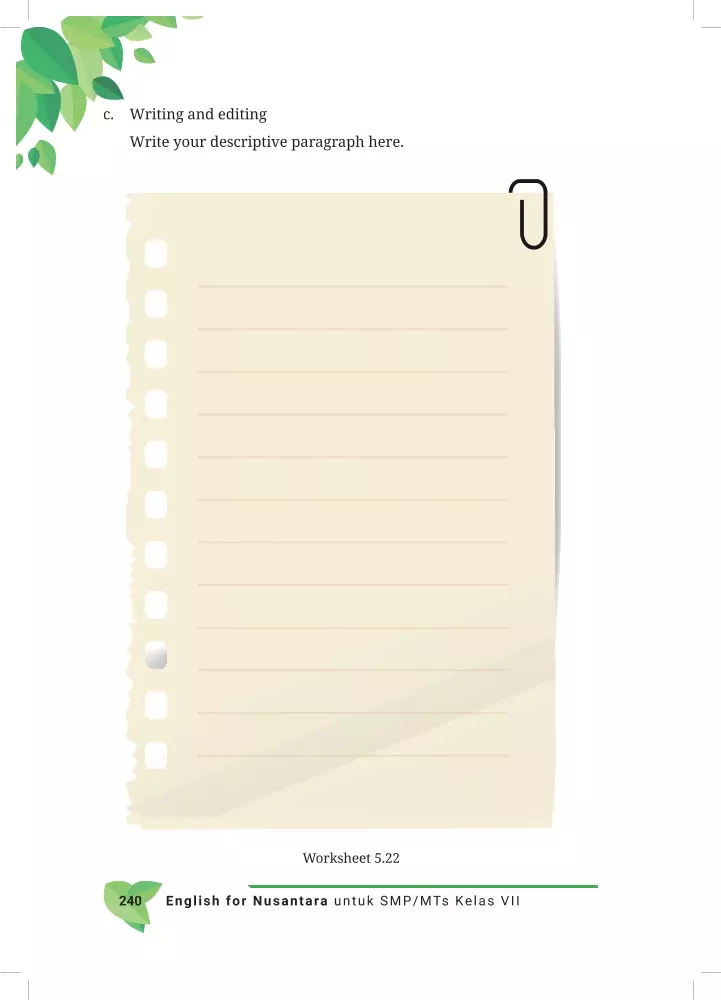 c. Writing and editing
Write your descriptive paragraph here.
Worksheet 5.22
240 English for Nusantara untuk SMP/MTs Kelas VII